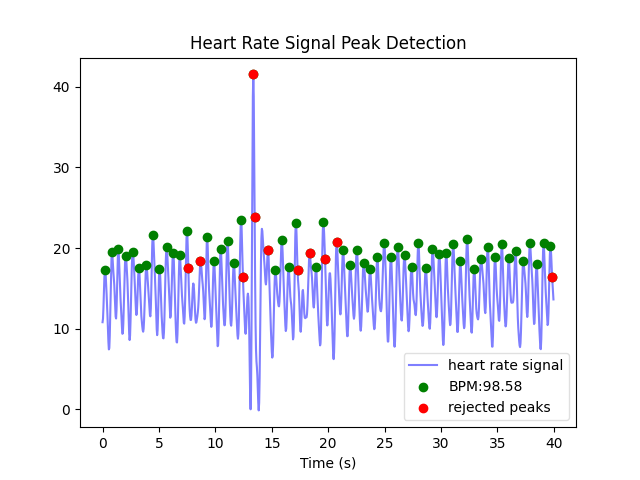 Heart Rate Signal Peak Detection
40
30
20
10
0
heart rate signal
BPM:98.58
rejected peaks
0 5 10 15 20 25 30 35 40
Time (s)